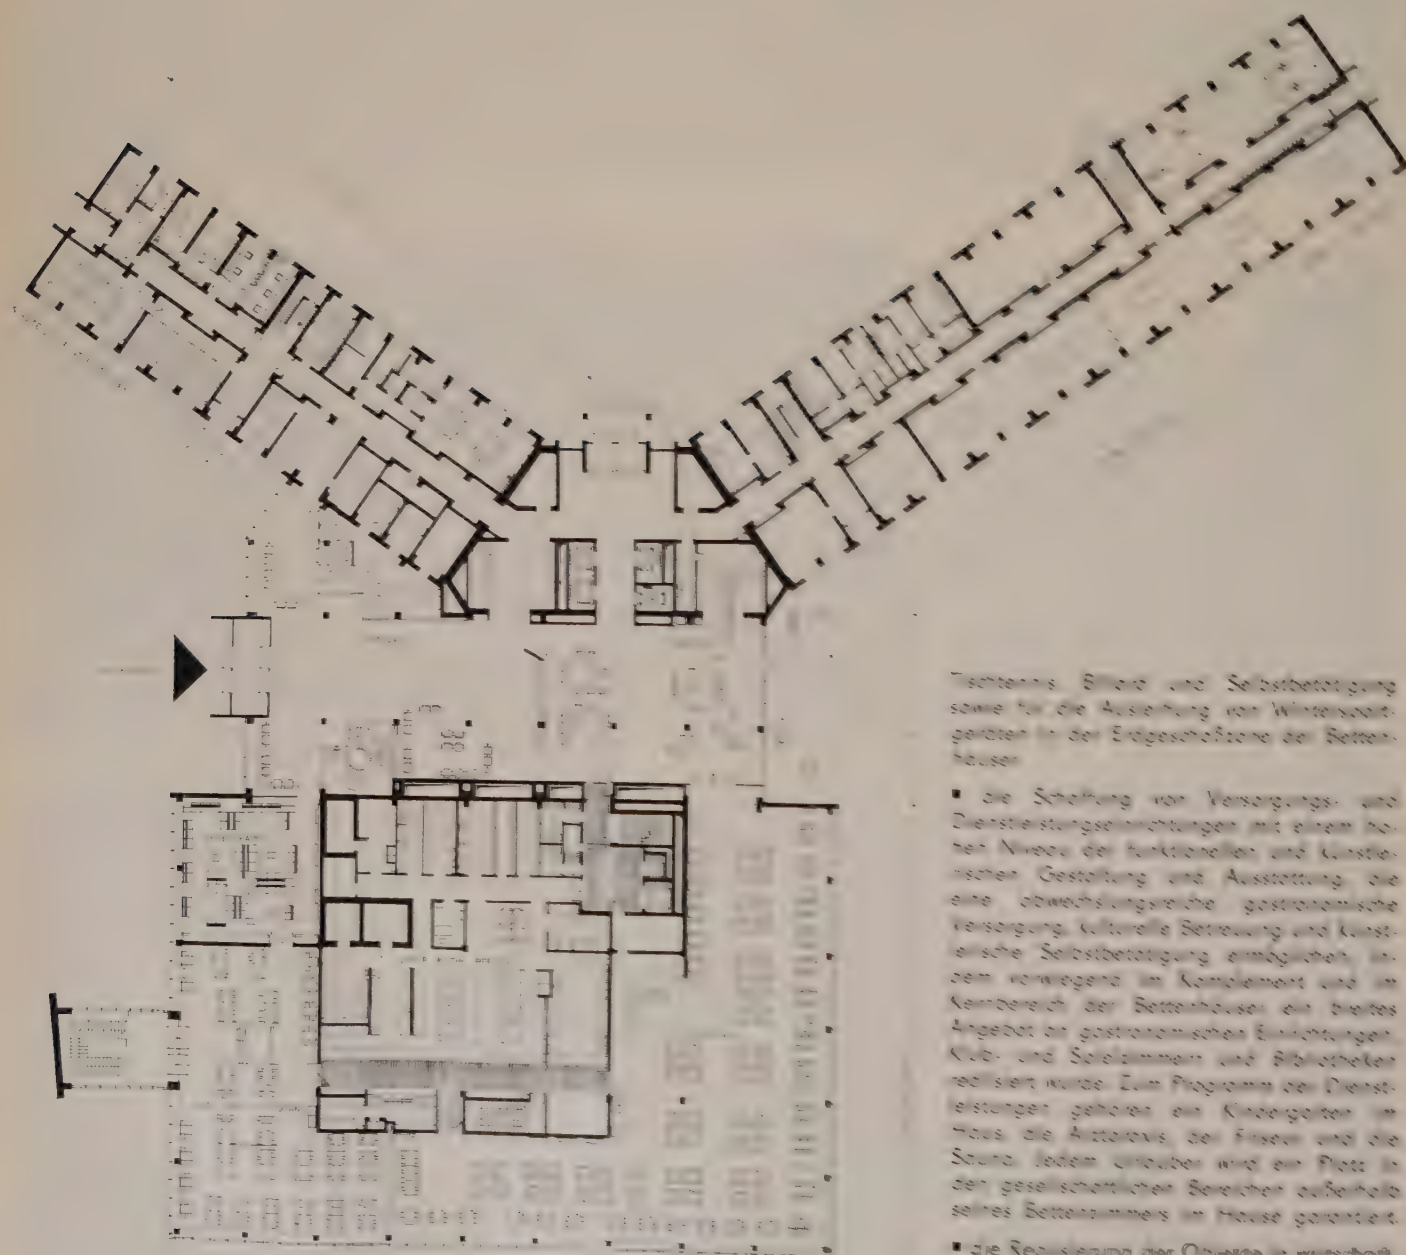 Tischtennis, Billard und Selbstbetätigung
sowie für die Ausleihung von Wintersport-
geräten in der Erdgeschoßzone der Betten-
häuser
▪ die Schaffung von Versorgungs- und
Dienstleistungseinrichtungen mit einem ho-
hen Niveau der funktionellen und künstle-
rischen Gestaltung und Ausstattung, die
eine abwechslungsreiche gastronomische
Versorgung, kulturelle Betreuung und künst-
lerische Selbstbetätigung ermöglichen, in-
dem vorwiegend im Komplement und im
Kernbereich der Bettenhäuser ein breites
Angebot an gastronomischen Einrichtungen,
Klub- und Spielzimmern und Bibliotheken
realisiert wurde. Zum Programm der Dienst-
leistungen gehören ein Kindergarten im
Haus, die Arztpraxis, der Friseur und die
Sauna. Jedem Urlauber wird ein Platz in
den gesellschaftlichen Bereichen außerhalb
seines Bettenzimmers im Hause garantiert.
▪ die Realisierung der Objekte in